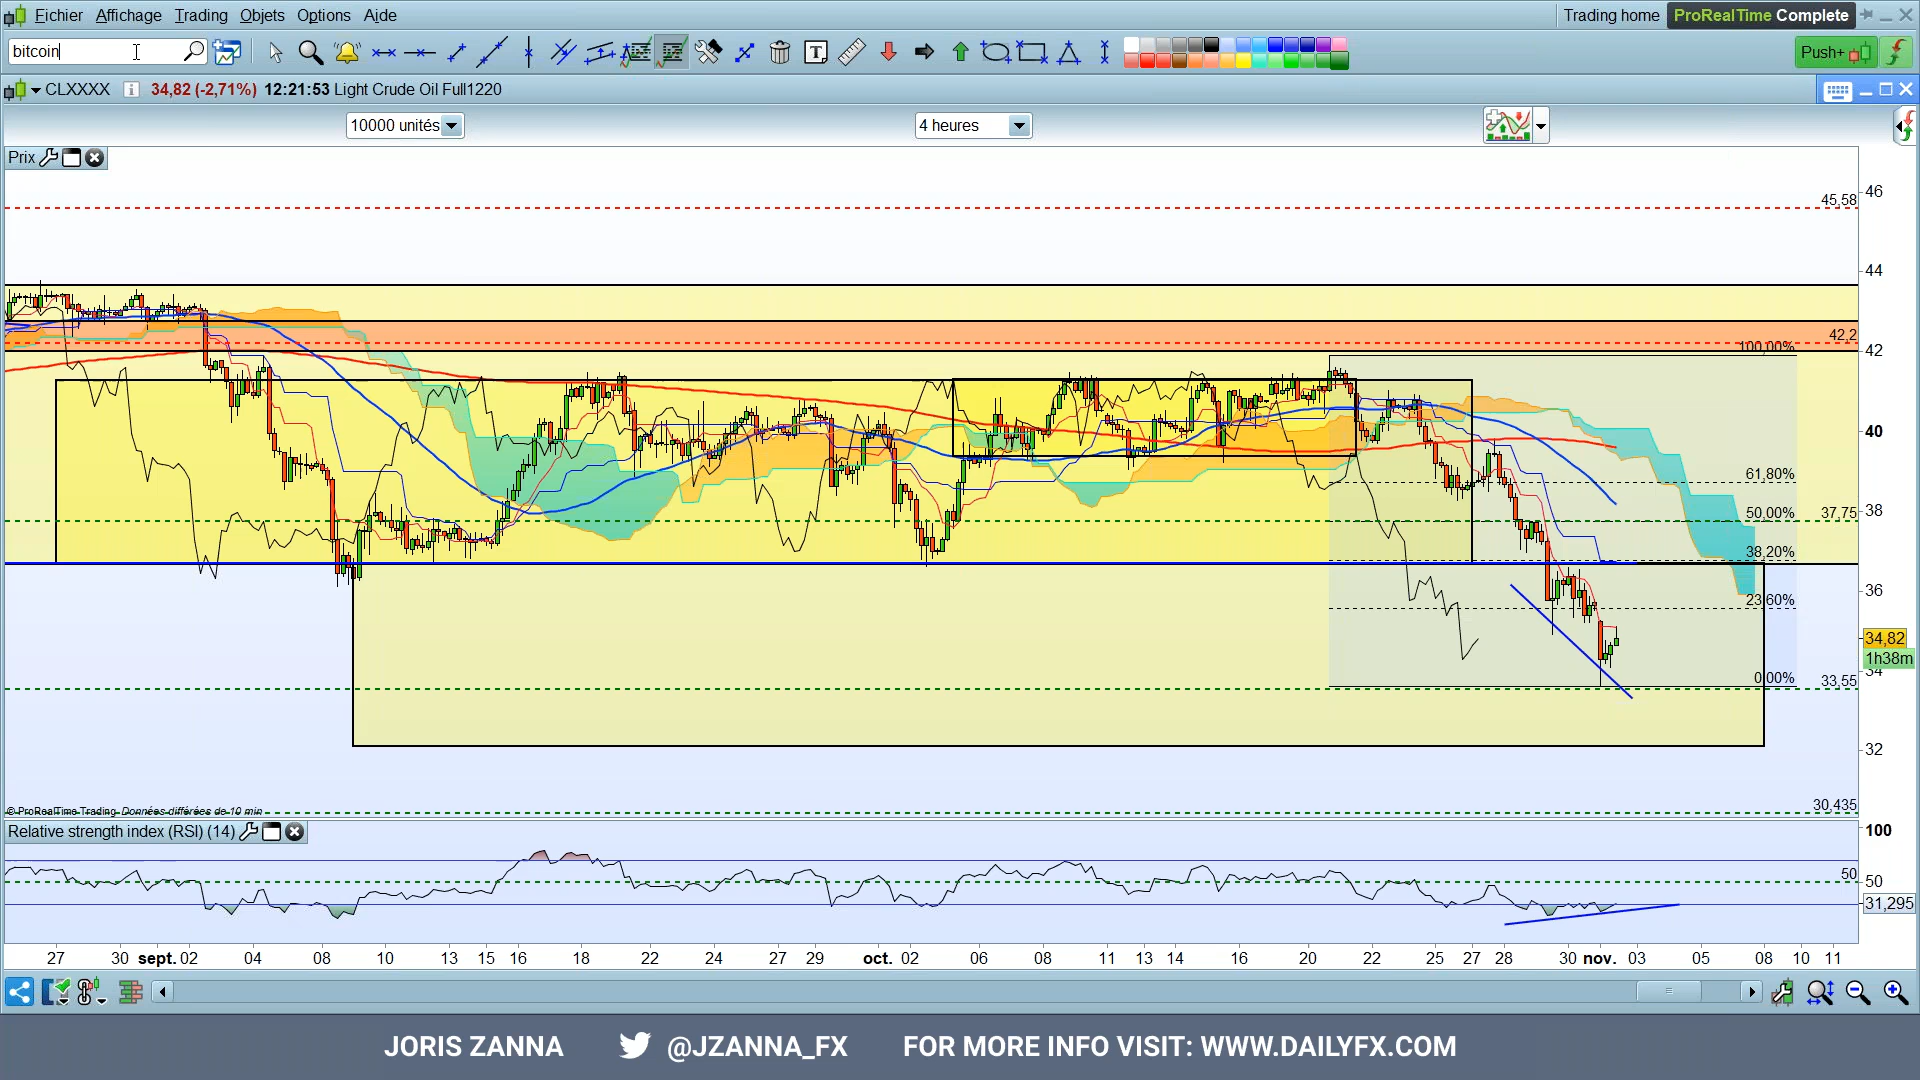 Fichier Affichage Trading Objets Options Aide Trading home ProRealTime Complete
bitcoin Push+
CLXXXX 34,82 (-2,71%) 12:21:53 Light Crude Oil Full1220
10000 unités 4 heures
Prix
46
45,58
44
42,2
100,00%
42
40
61,80%
50,00% 37,75
38
38,20%
36
23,60%
34,82
1h38m
34
0,00% 33,55
32
30,435
© ProRealTime Trading Données différées de 10 min
Relative strength index (RSI) (14)
100
50 50
31,295
27 30 sept. 02 04 08 10 13 15 16 18 22 24 27 29 oct. 02 06 08 11 13 14 16 20 22 25 27 28 30 nov. 03 05 08 10 11
JORIS ZANNA @JZANNA_FX FOR MORE INFO VISIT: WWW.DAILYFX.COM